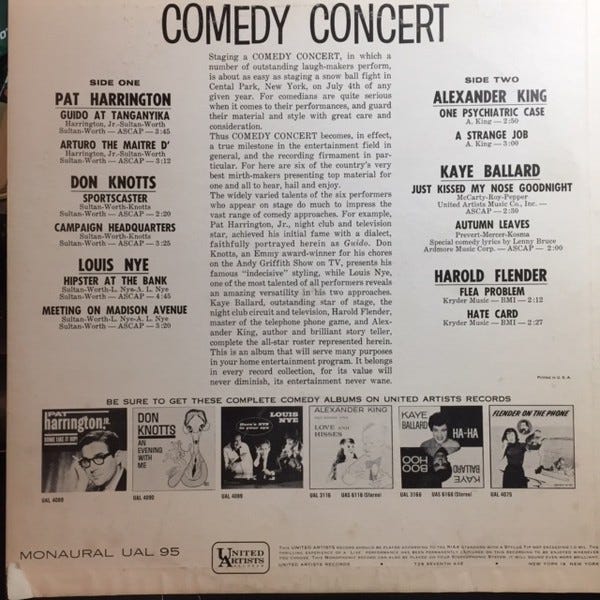 COMEDY CONCERT
SIDE ONE
PAT HARRINGTON
GUIDO AT TANGANYIKA
Harrington, Jr.-Sultan-Worth
Sultan-Worth — ASCAP — 3:45
ARTURO THE MAITRE D'
Harrington, Jr.-Sultan-Worth
Sultan-Worth — ASCAP — 3:12
DON KNOTTS
SPORTSCASTER
Sultan-Worth-Knotts
Sultan-Worth — ASCAP — 2:20
CAMPAIGN HEADQUARTERS
Sultan-Worth-Knotts
Sultan-Worth — ASCAP — 3:25
LOUIS NYE
HIPSTER AT THE BANK
Sultan-Worth-L. Nye-A. L. Nye
Sultan-Worth — ASCAP — 4:45
MEETING ON MADISON AVENUE
Sultan-Worth-L. Nye-A. L. Nye
Sultan-Worth — ASCAP — 3:20
Staging a COMEDY CONCERT, in which a
number of outstanding laugh-makers perform,
is about as easy as staging a snow ball fight in
Cental Park, New York, on July 4th of any
given year. For comedians are quite serious
when it comes to their performances, and guard
their material and style with great care and
consideration.
Thus COMEDY CONCERT becomes, in effect,
a true milestone in the entertainment field in
general, and the recording firmament in par-
ticular. For here are six of the country's very
best mirth-makers presenting top material for
one and all to hear, hail and enjoy.
The widely varied talents of the six performers
who appear on stage do much to impress the
vast range of comedy approaches. For example,
Pat Harrington, Jr., night club and television
star, achieved his initial fame with a dialect,
faithfully portrayed herein as Guido. Don
Knotts, an Emmy award-winner for his chores
on the Andy Griffith Show on TV, presents his
famous "indecisive" styling, while Louis Nye,
one of the most talented of all performers reveals
an amazing versatility in his two approaches.
Kaye Ballard, outstanding star of stage, the
night club circuit and television, Harold Flender,
master of the telephone phone game, and Alex-
ander King, author and brilliant story teller,
complete the all-star roster represented herein.
This is an album that will serve many purposes
in your home entertainment program. It belongs
in every record collection, for its value will
never diminish, its entertainment never wane.
SIDE TWO
ALEXANDER KING
ONE PSYCHIATRIC CASE
A. King — 2:50
A STRANGE JOB
A. King — 3:00
KAYE BALLARD
JUST KISSED MY NOSE GOODNIGHT
McCarty-Roy-Pepper
United Artists Music Co., Inc. —
ASCAP — 2:30
AUTUMN LEAVES
Prevert-Mercer-Kosma
Special comedy lyrics by Lenny Bruce
Ardmore Music Corp. — ASCAP — 2:00
HAROLD FLENDER
FLEA PROBLEM
Kryder Music — BMI — 2:12
HATE CARD
Kryder Music — BMI — 2:27
Printed in U.S.A.
BE SURE TO GET THESE COMPLETE COMEDY ALBUMS ON UNITED ARTISTS RECORDS
PAT
harrington, JR.
SOME LIKE IT HIP!
UAL 4088
DON
KNOTTS
AN
EVENING
WITH
ME
UAL 4090
LOUIS
NYE
Here's NYE
in your eye
UAL 4089
ALEXANDER KING
LOVE AND
HISSES
UAL 3116 UAS 6116 (Stereo)
KAYE
BALLARD
HA-HA
BOO
HOO
KAYE
BALLARD
UAL 3166 UAS 6166 (Stereo)
FLENDER ON THE PHONE
UAL 4075
MONAURAL UAL 95
UNITED
ARTISTS
RECORDS
UNITED ARTISTS RECORDS • 729 SEVENTH AVE • NEW YORK 19 NEW YORK